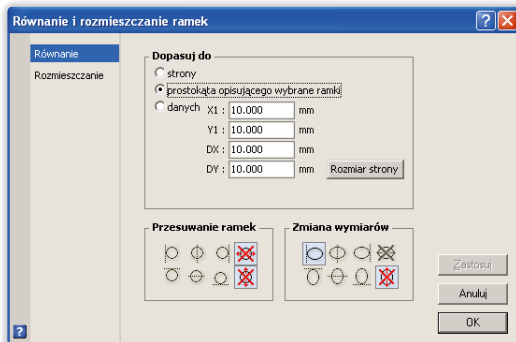 Równanie i rozmieszczanie ramek
Równanie
Rozmieszczanie
Dopasuj do
strony
prostokąta opisującego wybrane ramki
danych X1 : 10.000 mm
Y1 : 10.000 mm
DX : 10.000 mm
DY : 10.000 mm Rozmiar strony
Przesuwanie ramek Zmiana wymiarów
Zastosuj
Anuluj
OK